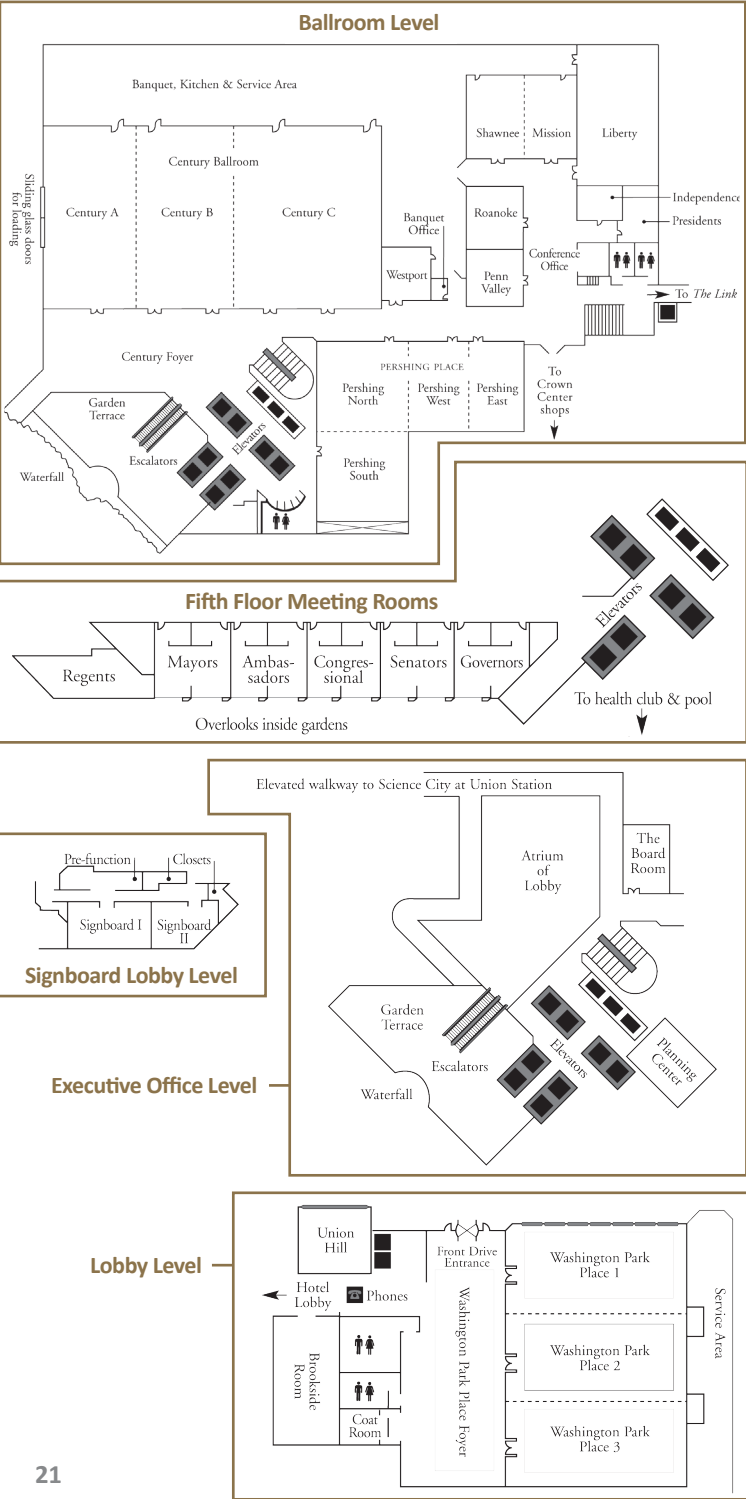 Ballroom Level
Banquet, Kitchen & Service Area
Shawnee
Mission
Liberty
Century Ballroom
Sliding glass doors
for loading
Century A
Century B
Century C
Banquet
Office
Westport
Roanoke
Penn
Valley
Conference
Office
Independence
Presidents
To The Link
Century Foyer
PERSHING PLACE
Pershing
North
Pershing
West
Pershing
East
To
Crown
Center
shops
Garden
Terrace
Elevators
Escalators
Pershing
South
Waterfall
Fifth Floor Meeting Rooms
Elevators
Regents
Mayors
Ambas-
sadors
Congres-
sional
Senators
Governors
To health club & pool
Overlooks inside gardens
Elevated walkway to Science City at Union Station
Atrium
of
Lobby
The
Board
Room
Pre-function
Closets
Signboard I
Signboard
II
Signboard Lobby Level
Garden
Terrace
Escalators
Elevators
Planning
Center
Waterfall
Executive Office Level
Lobby Level
Union
Hill
Front Drive
Entrance
Hotel
Lobby
Phones
Washington Park
Place 1
Washington Park Place Foyer
Service Area
Brookside
Room
Washington Park
Place 2
Coat
Room
Washington Park
Place 3
21